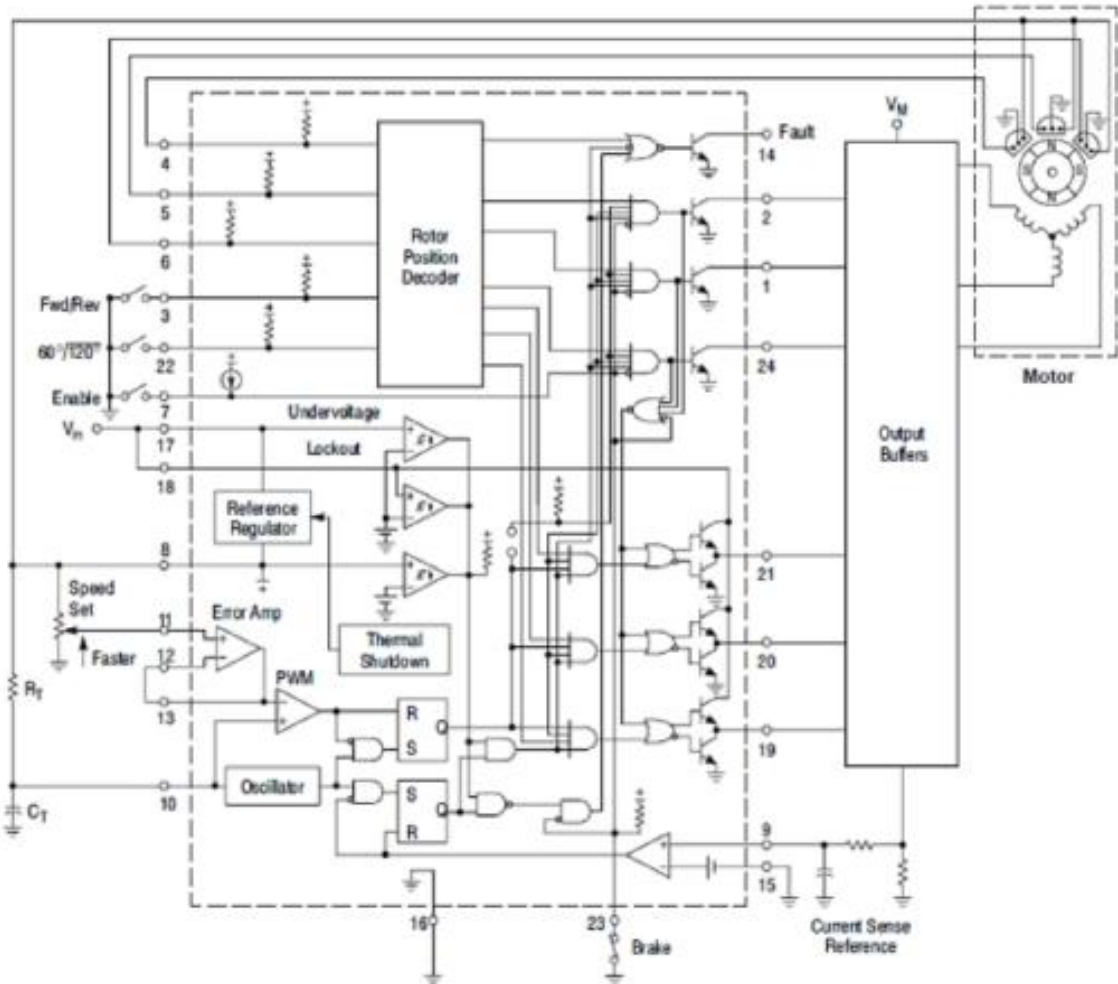 V_M
Fault
14
4
5
2
6
Rotor
Position
Decoder
1
Fwd/Rev
3
60°/120°
22
24
Enable
7
Motor
V_in
17
Undervoltage
Lockout
18
Output
Buffers
Reference
Regulator
8
21
Speed
Set
11
Error Amp
Faster
12
Thermal
Shutdown
20
R_T
13
PWM
R
Q
S
19
10
Oscillator
S
Q
R
C_T
9
15
16
23
Brake
Current Sense
Reference
N
N